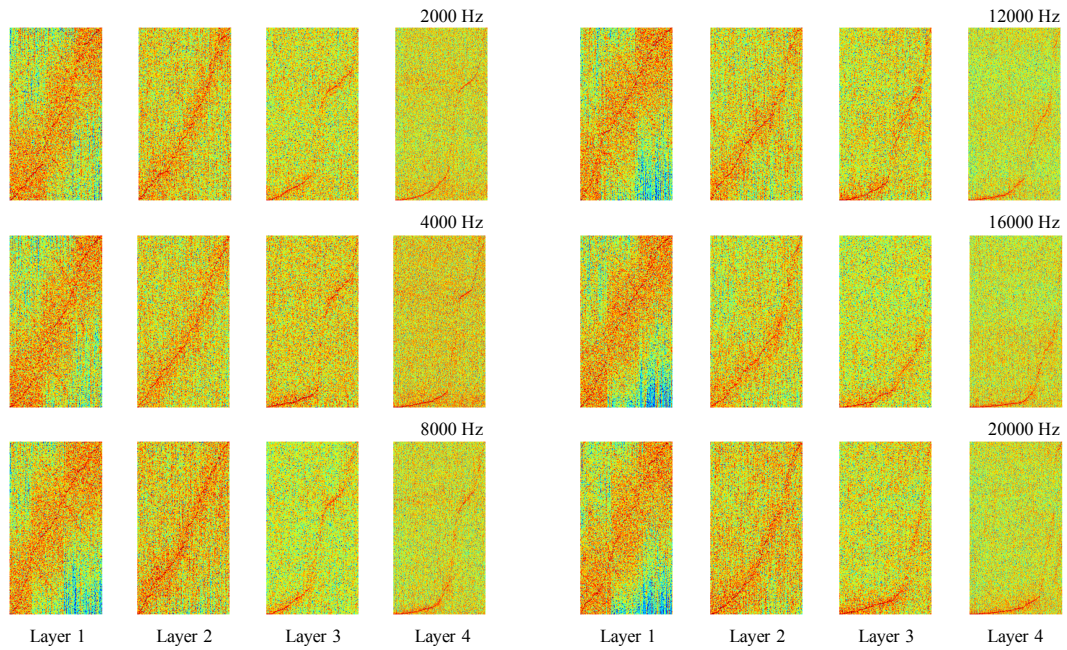 2000 Hz
12000 Hz
4000 Hz
16000 Hz
8000 Hz
20000 Hz
Layer 1 Layer 2 Layer 3 Layer 4 Layer 1 Layer 2 Layer 3 Layer 4